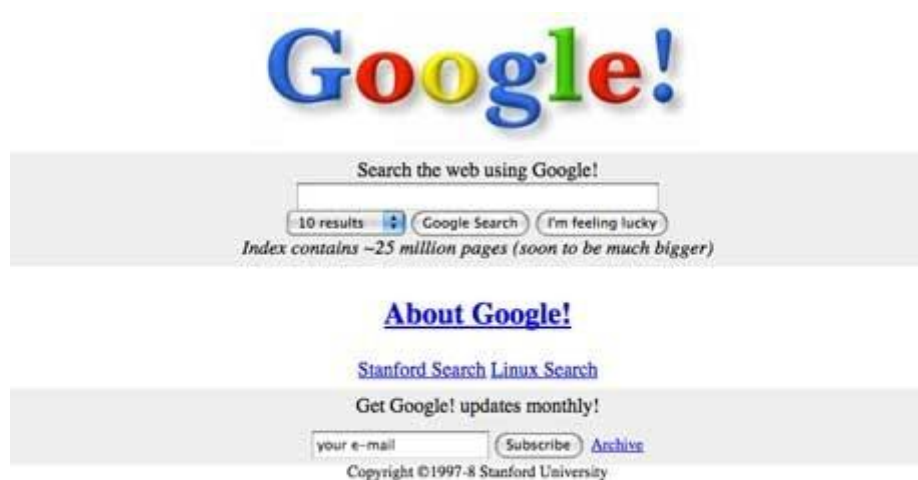 Google!
Search the web using Google!
10 results Google Search I'm feeling lucky
Index contains ~25 million pages (soon to be much bigger)
About Google!
Stanford Search Linux Search
Get Google! updates monthly!
your e-mail Subscribe Archive
Copyright ©1997-8 Stanford University